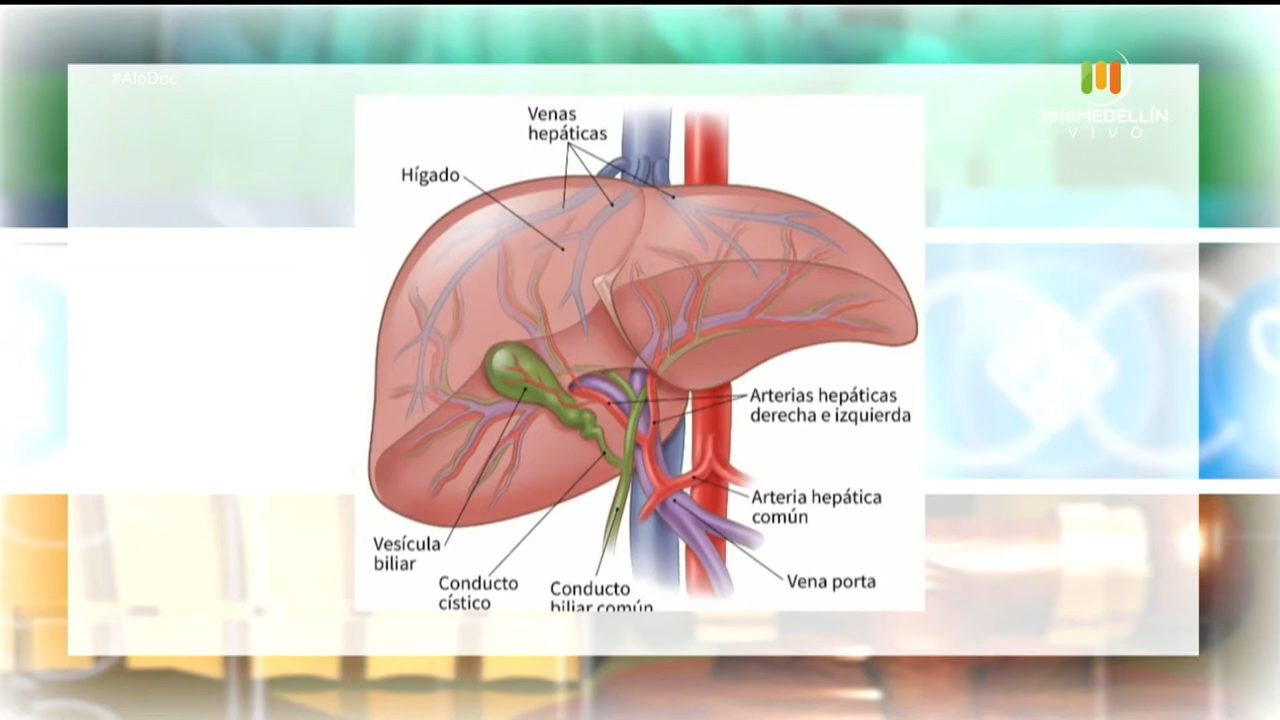 #AlóDoc
teleMEDELLÍN
VIVO
Venas
hepáticas
Hígado
Arterias hepáticas
derecha e izquierda
Arteria hepática
común
Vesícula
biliar
Conducto
cístico
Conducto
biliar común
Vena porta